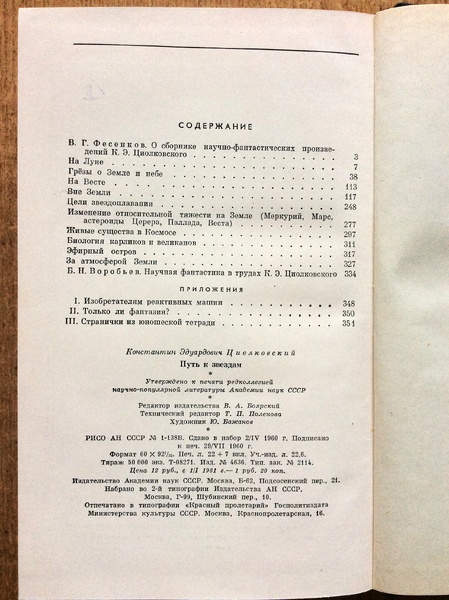 СОДЕРЖАНИЕ
В. Г. Фесенков. О сборнике научно-фантастических произве-
дений К. Э. Циолковского 3
На Луне 7
Грёзы о Земле и небе 38
На Весте 113
Вне Земли 117
Цели звездоплавания 248
Изменение относительной тяжести на Земле (Меркурий, Марс,
астероиды Церера, Паллада, Веста) 277
Живые существа в Космосе 297
Биология карликов и великанов 311
Эфирный остров 317
За атмосферой Земли 327
Б. Н. Воробьев. Научная фантастика в трудах К. Э. Циолковского 334
ПРИЛОЖЕНИЯ
I. Изобретателям реактивных машин 348
II. Только ли фантазия? 350
III. Странички из юношеской тетради 351
Константин Эдуардович Циолковский
Путь к звездам
*
Утверждено к печати редколлегией
научно-популярной литературы Академии наук СССР
*
Редактор издательства В. А. Боярский
Технический редактор Т. П. Поленова
Художник Ю. Бажанов
*
РИСО АН СССР № 1-138В. Сдано в набор 2/IV 1960 г. Подписано
к печ. 29/VII 1960 г.
Формат 60 × 92¹/₁₆. Печ. л. 22 + 7 вкл. Уч.-изд. л. 22,6.
Тираж 50 000 экз. Т-08271. Изд. № 4636. Тип. зак. № 2114.
Цена 12 руб., с 1/I 1961 г. — 1 руб. 20 коп.
Издательство Академии наук СССР. Москва, Б-62, Подсосенский пер., 21.
Набрано во 2-й типографии Издательства АН СССР.
Москва, Г-99, Шубинский пер., 10.
Отпечатано в типографии «Красный пролетарий» Госполитиздата
Министерства культуры СССР. Москва, Краснопролетарская, 16.